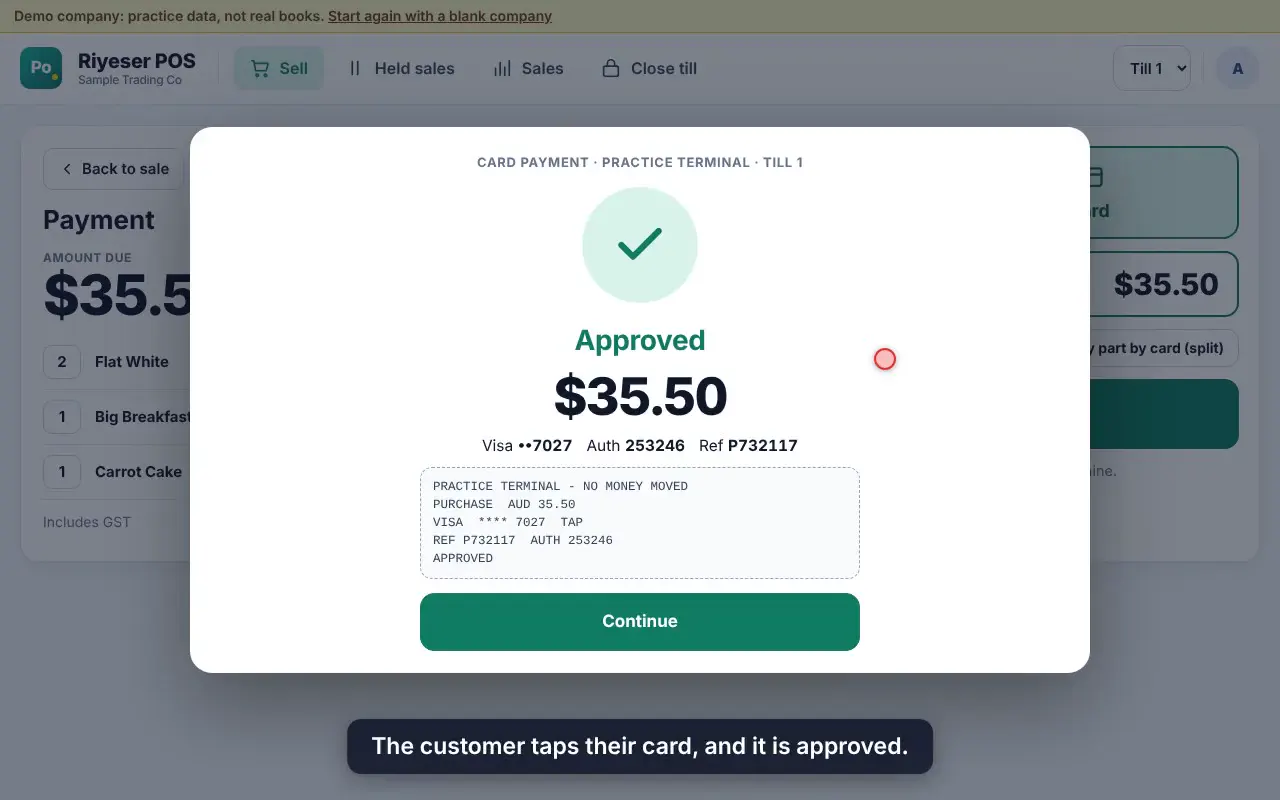 Demo company: practice data, not real books. Start again with a blank company
Po
Riyeser POS
Sample Trading Co
Sell
Held sales
Sales
Close till
Till 1
A
Back to sale
Payment
AMOUNT DUE
$35.5
2 Flat White
1 Big Breakfast
1 Carrot Cake
Includes GST
CARD PAYMENT · PRACTICE TERMINAL · TILL 1
Approved
$35.50
Visa ••7027 Auth 253246 Ref P732117
PRACTICE TERMINAL - NO MONEY MOVED
PURCHASE AUD 35.50
VISA **** 7027 TAP
REF P732117 AUTH 253246
APPROVED
Continue
rd
$35.50
y part by card (split)
ine.
The customer taps their card, and it is approved.